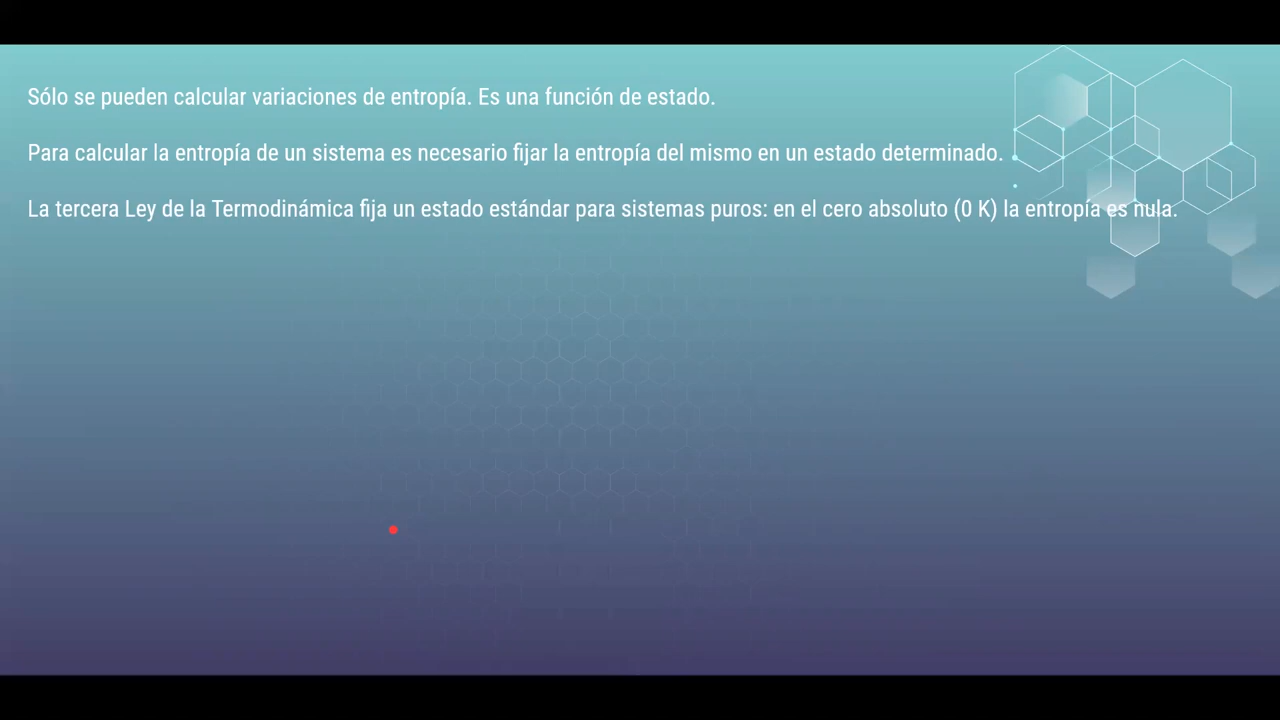 Sólo se pueden calcular variaciones de entropía. Es una función de estado.
Para calcular la entropía de un sistema es necesario fijar la entropía del mismo en un estado determinado.
La tercera Ley de la Termodinámica fija un estado estándar para sistemas puros: en el cero absoluto (0 K) la entropía es nula.